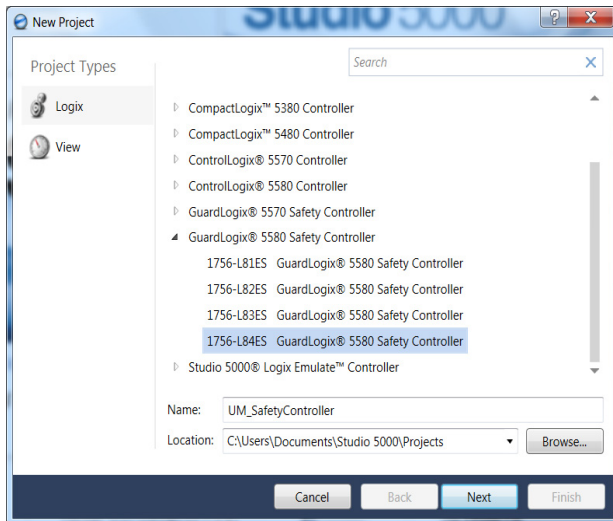 Studio 5000
New Project
?
X
Project Types
Search
X
Logix
View
CompactLogix™ 5380 Controller
CompactLogix™ 5480 Controller
ControlLogix® 5570 Controller
ControlLogix® 5580 Controller
GuardLogix® 5570 Safety Controller
GuardLogix® 5580 Safety Controller
1756-L81ES GuardLogix® 5580 Safety Controller
1756-L82ES GuardLogix® 5580 Safety Controller
1756-L83ES GuardLogix® 5580 Safety Controller
1756-L84ES GuardLogix® 5580 Safety Controller
Studio 5000® Logix Emulate™ Controller
Name: UM_SafetyController
Location: C:\Users\Documents\Studio 5000\Projects Browse...
Cancel Back Next Finish